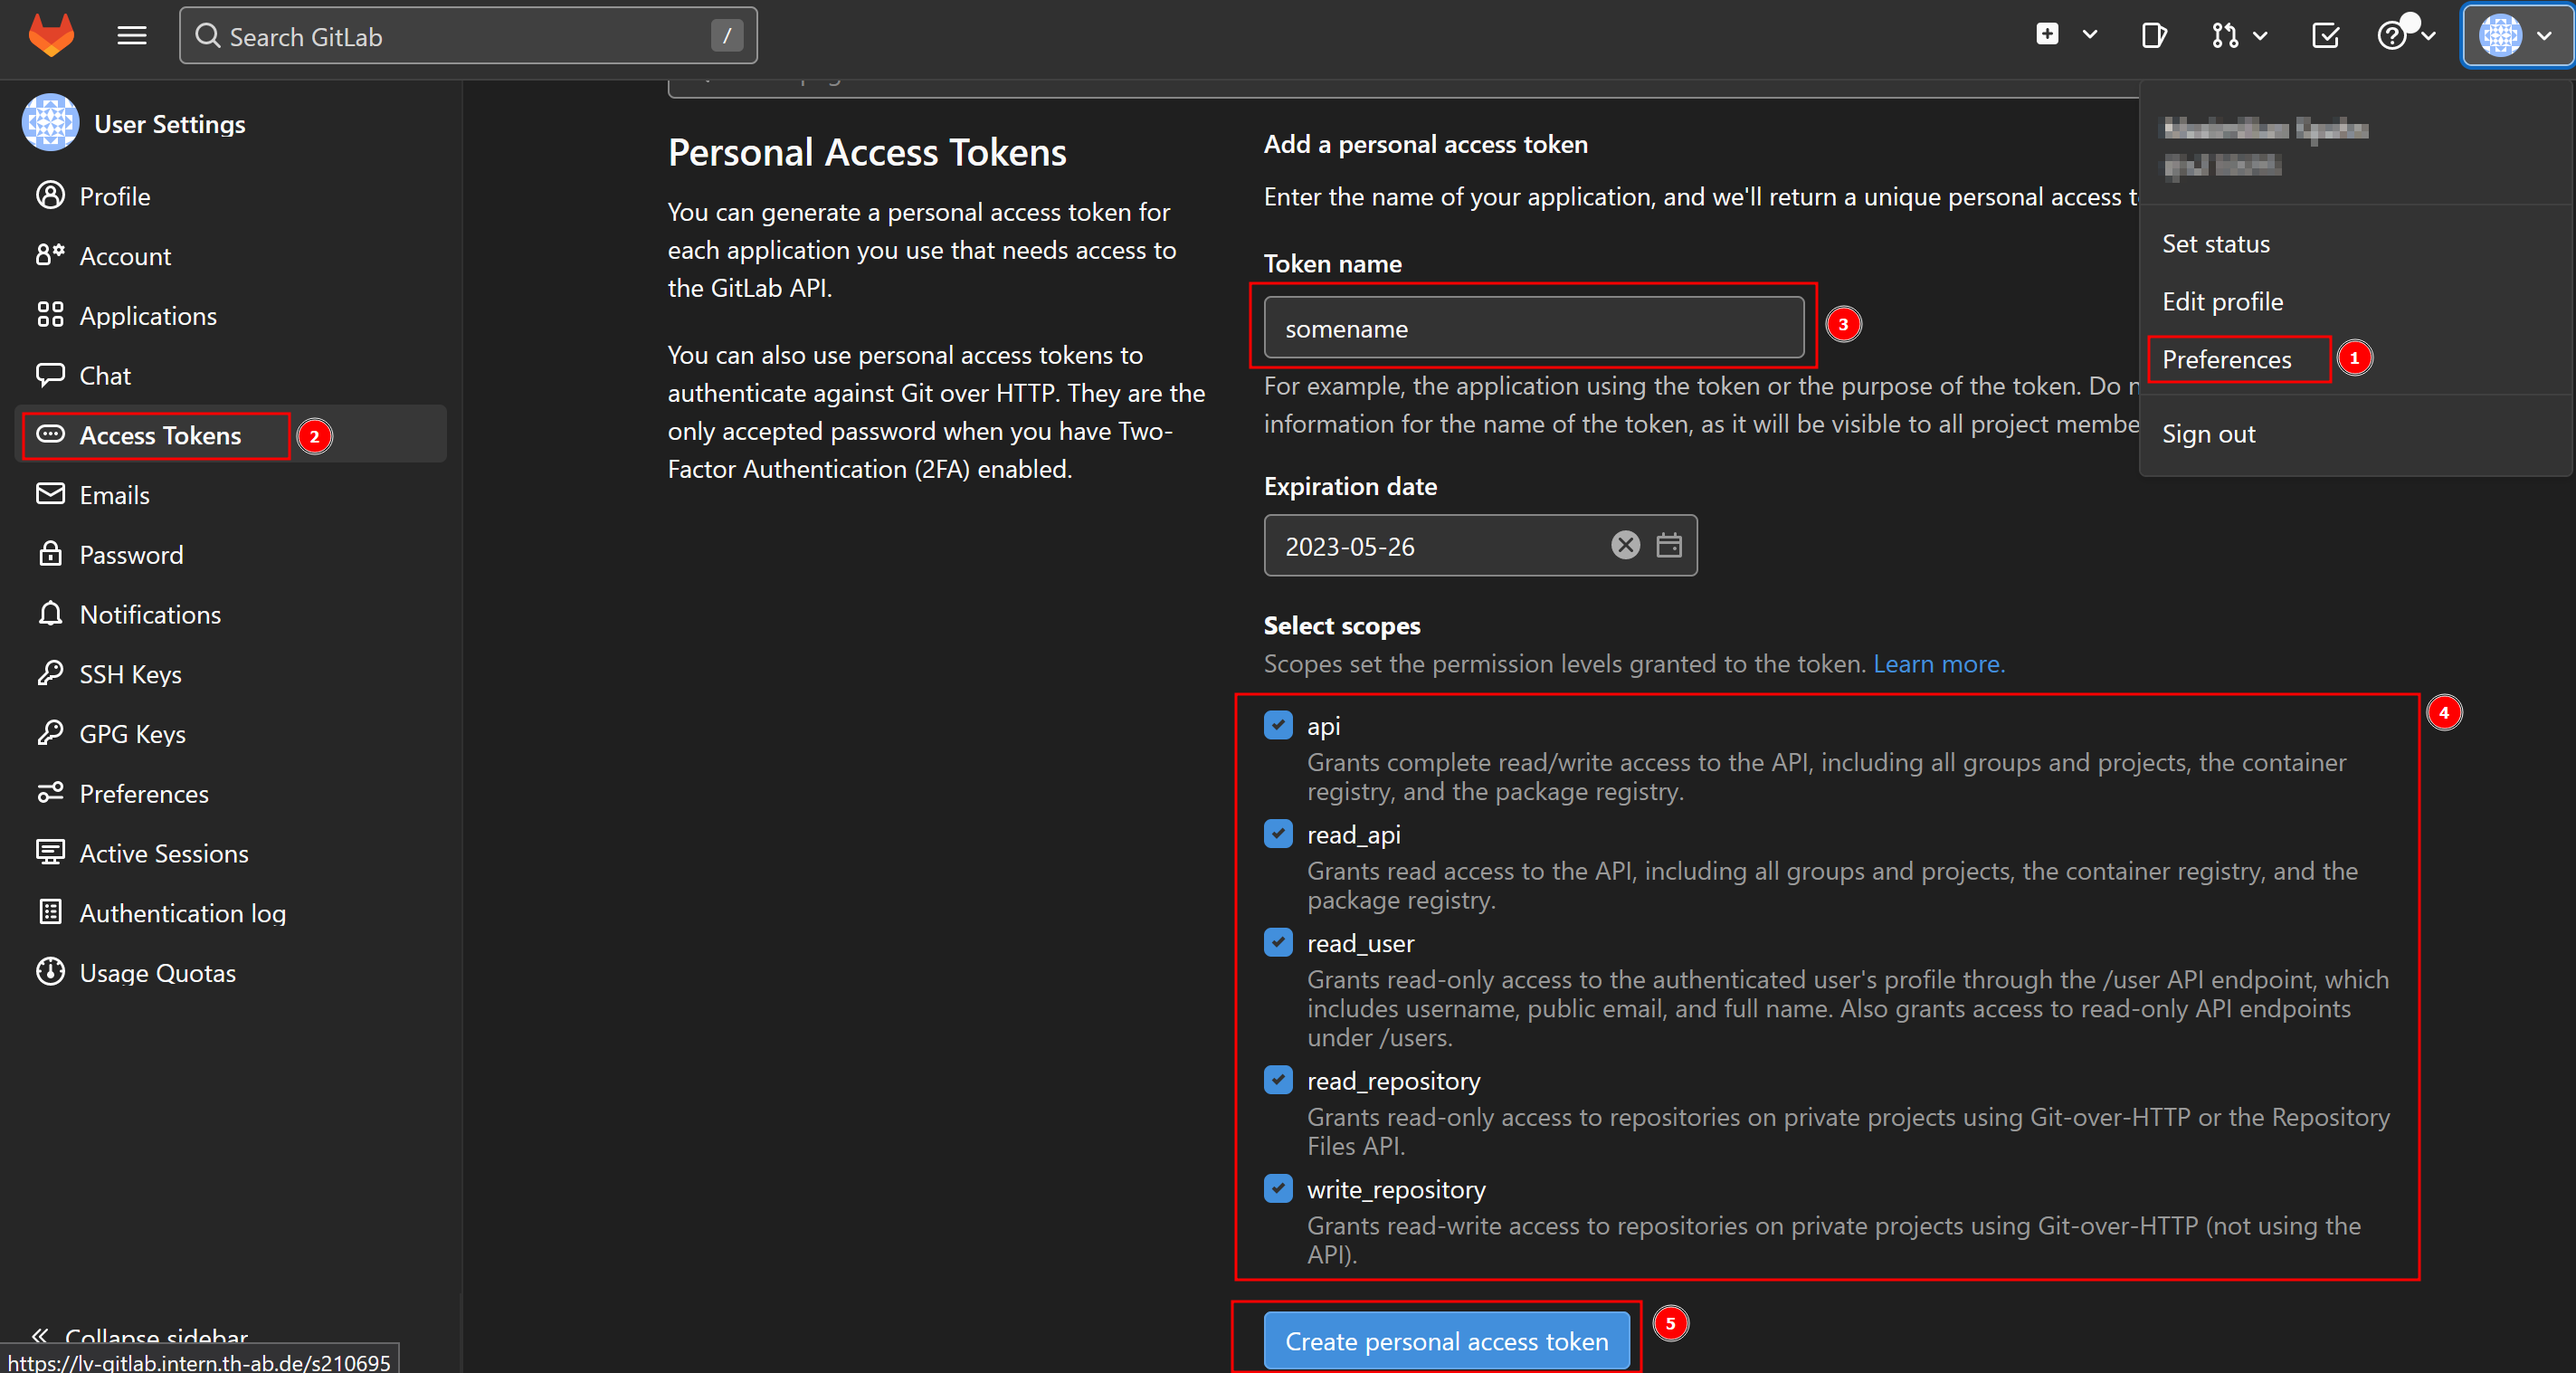 Search GitLab
/
User Settings
Profile
Account
Applications
Chat
Access Tokens
2
Emails
Password
Notifications
SSH Keys
GPG Keys
Preferences
Active Sessions
Authentication log
Usage Quotas
Collapse sidebar
https://lv-gitlab.intern.th-ab.de/s210695
Personal Access Tokens
You can generate a personal access token for
each application you use that needs access to
the GitLab API.
You can also use personal access tokens to
authenticate against Git over HTTP. They are the
only accepted password when you have Two-
Factor Authentication (2FA) enabled.
Add a personal access token
Enter the name of your application, and we'll return a unique personal access
Token name
somename
3
For example, the application using the token or the purpose of the token. Do
information for the name of the token, as it will be visible to all project
Expiration date
2023-05-26
Select scopes
Scopes set the permission levels granted to the token. Learn more.
4
api
Grants complete read/write access to the API, including all groups and projects, the container
registry, and the package registry.
read_api
Grants read access to the API, including all groups and projects, the container registry, and the
package registry.
read_user
Grants read-only access to the authenticated user's profile through the /user API endpoint, which
includes username, public email, and full name. Also grants access to read-only API endpoints
under /users.
read_repository
Grants read-only access to repositories on private projects using Git-over-HTTP or the Repository
Files API.
write_repository
Grants read-write access to repositories on private projects using Git-over-HTTP (not using the
API).
Create personal access token
5
Set status
Edit profile
Preferences
1
Sign out